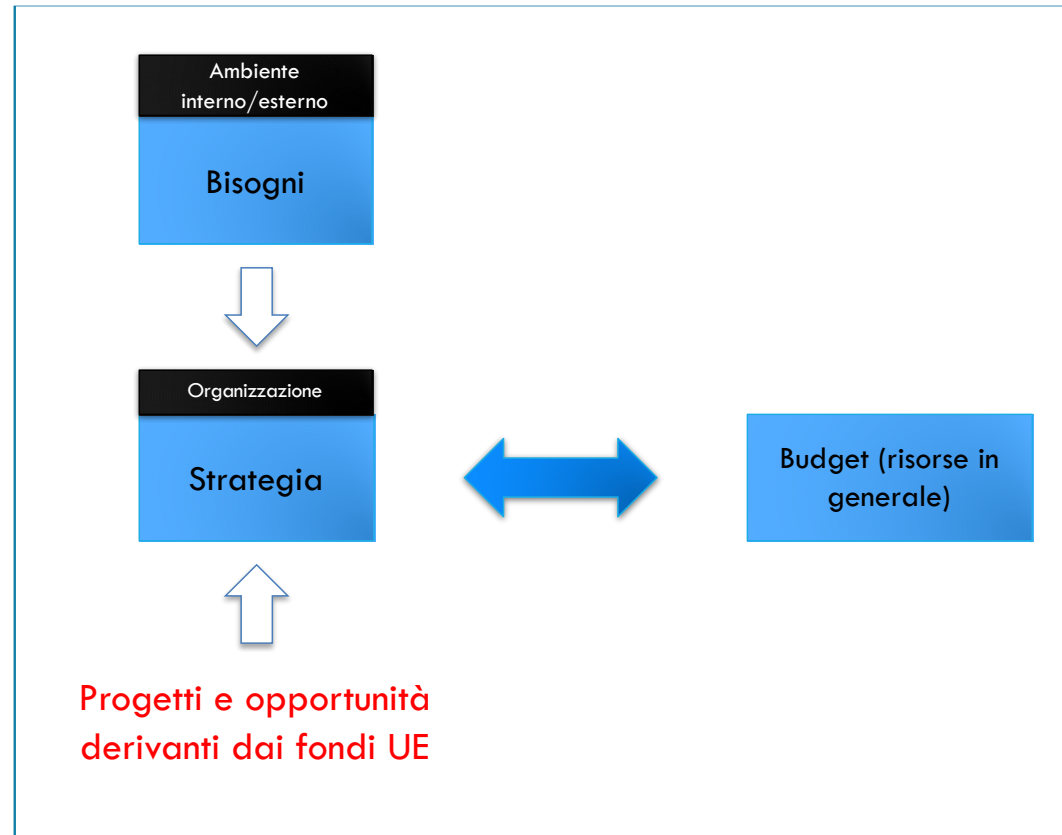 Ambiente
interno/esterno
Bisogni
Organizzazione
Strategia
Budget (risorse in
generale)
Progetti e opportunità
derivanti dai fondi UE